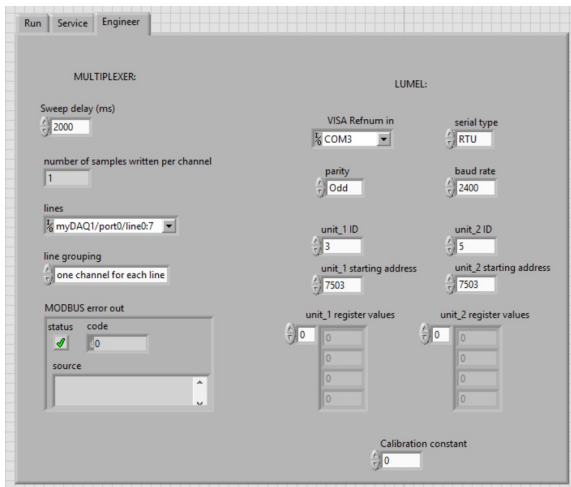 Run Service Engineer
MULTIPLEXER:
Sweep delay (ms)
2000
number of samples written per channel
1
lines
myDAQ1/port0/line0:7
line grouping
one channel for each line
MODBUS error out
status code
0
source
LUMEL:
VISA Refnum in serial type
COM3 RTU
parity baud rate
Odd 2400
unit_1 ID unit_2 ID
3 5
unit_1 starting address unit_2 starting address
7503 7503
unit_1 register values unit_2 register values
0 0 0 0
0 0
0 0
0 0
Calibration constant
0